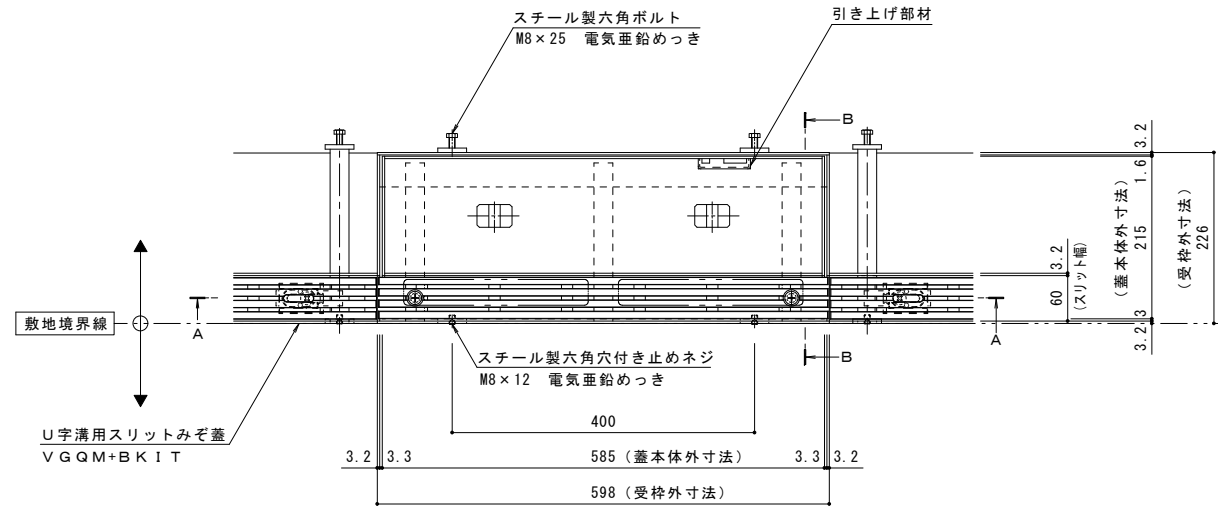 スチール製六角ボルト
M8×25 電気亜鉛めっき
引き上げ部材
B
3.2
1.6
(蓋本体外寸法)
215
(受枠外寸法)
226
3.2
60
(スリット幅)
3
3.2
A
A
敷地境界線
B
スチール製六角穴付き止めネジ
M8×12 電気亜鉛めっき
400
U字溝用スリットみぞ蓋
VGQM+BKIT
3.2 3.3 585(蓋本体外寸法) 3.3 3.2
598(受枠外寸法)